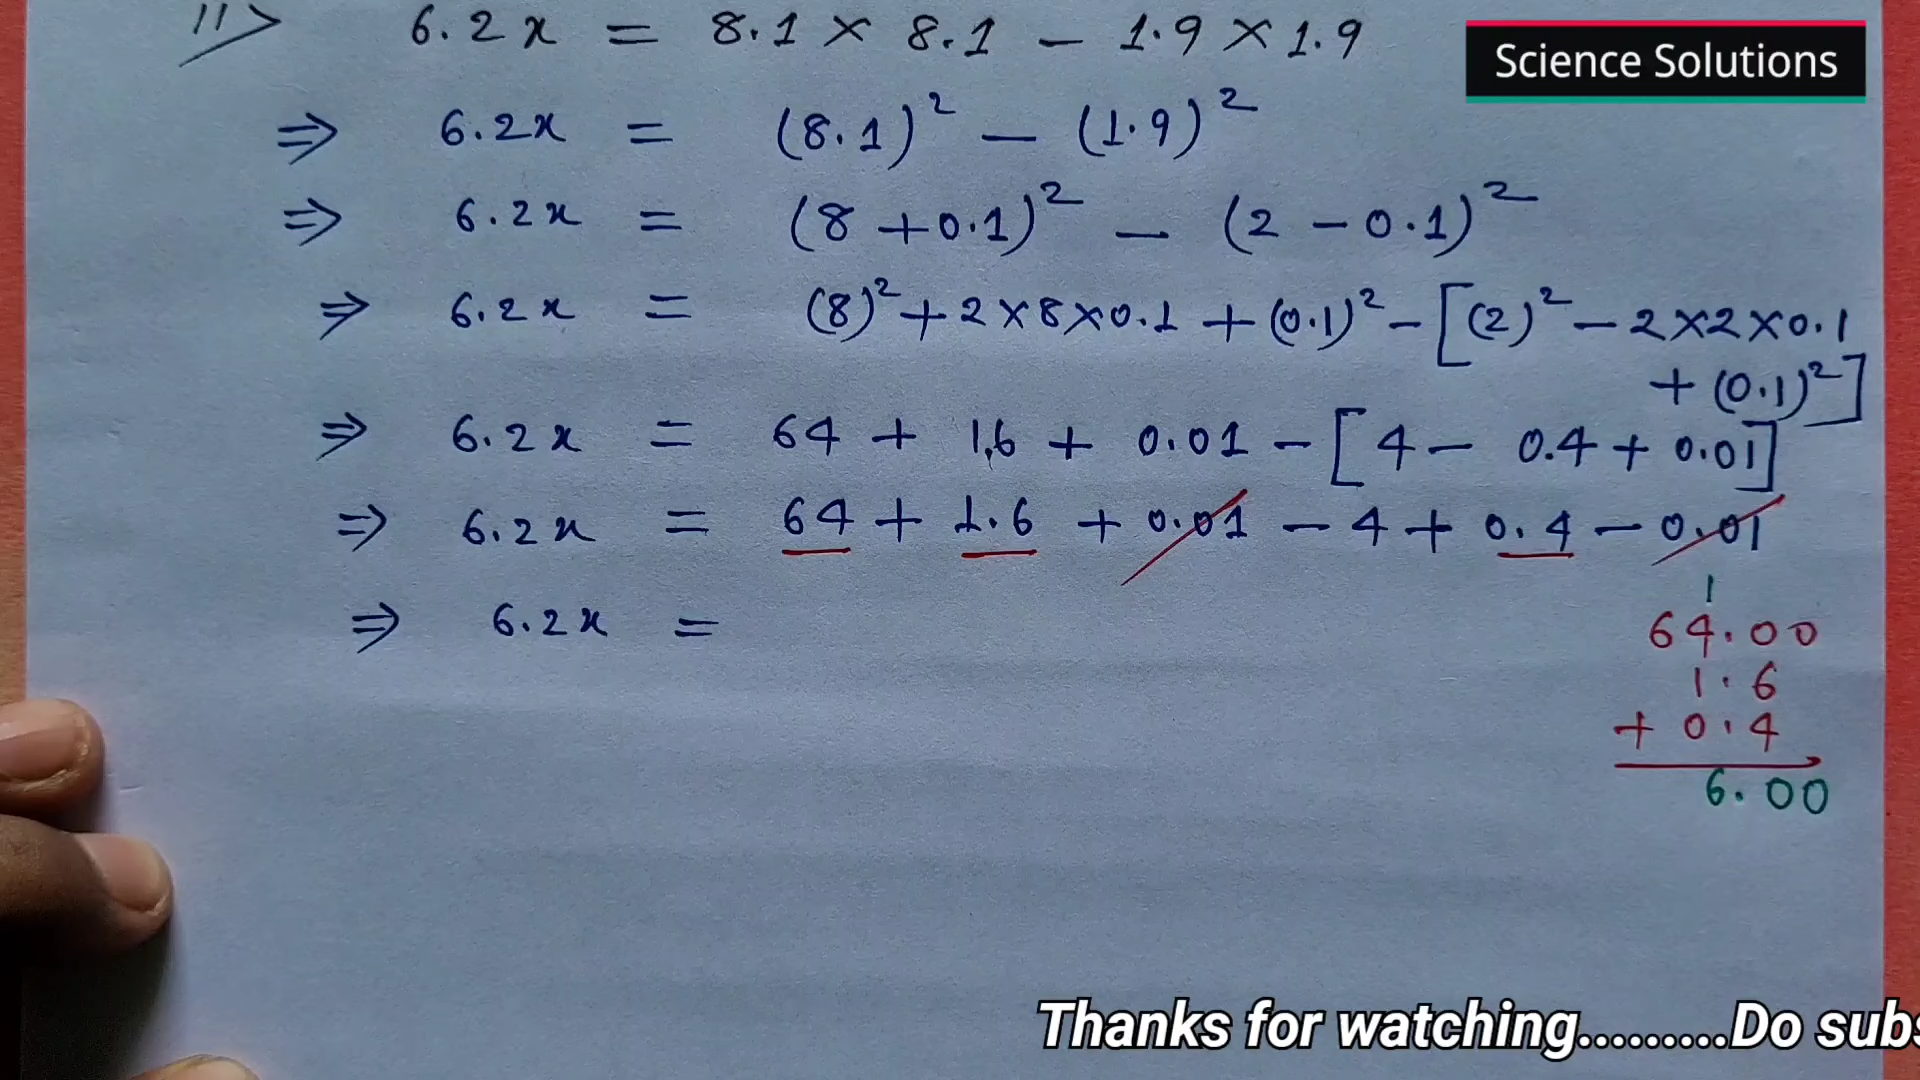 11> 6.2x = 8.1 × 8.1 − 1.9 × 1.9
Science Solutions
⇒ 6.2x = (8.1)² − (1.9)²
⇒ 6.2x = (8 + 0.1)² − (2 − 0.1)²
⇒ 6.2x = (8)² + 2×8×0.1 + (0.1)² − [(2)² − 2×2×0.1
+ (0.1)²]
⇒ 6.2x = 64 + 1.6 + 0.01 − [4 − 0.4 + 0.01]
⇒ 6.2x = 64 + 1.6 + 0.01 − 4 + 0.4 − 0.01
⇒ 6.2x =
1
64.00
1.6
+ 0.4
6.00
Thanks for watching.........Do subs